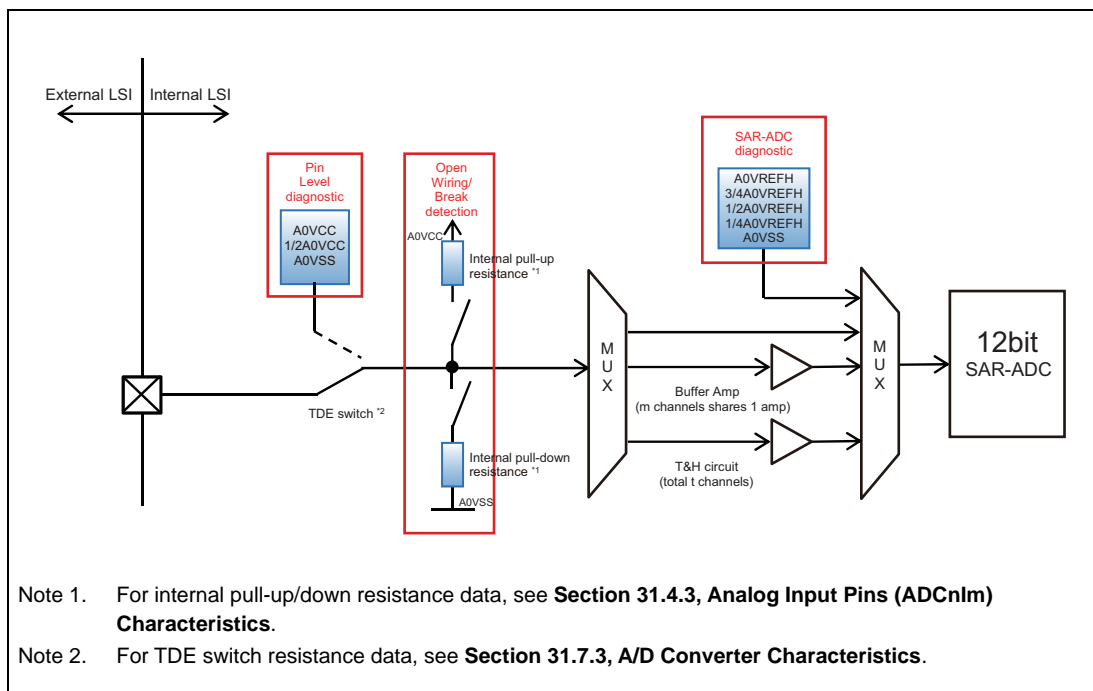 External LSI
Internal LSI
Pin
Level
diagnostic
A0VCC
1/2A0VCC
A0VSS
Open
Wiring/
Break
detection
A0VCC
Internal pull-up
resistance *1
Internal pull-down
resistance *1
A0VSS
TDE switch *2
MUX
Buffer Amp
(m channels shares 1 amp)
T&H circuit
(total t channels)
SAR-ADC
diagnostic
A0VREFH
3/4A0VREFH
1/2A0VREFH
1/4A0VREFH
A0VSS
MUX
12bit
SAR-ADC
Note 1. For internal pull-up/down resistance data, see Section 31.4.3, Analog Input Pins (ADCnIm)
Characteristics.
Note 2. For TDE switch resistance data, see Section 31.7.3, A/D Converter Characteristics.